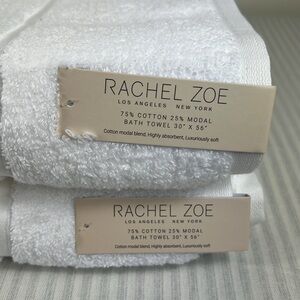 RACHEL ZOE
LOS ANGELES NEW YORK
75% COTTON 25% MODAL
BATH TOWEL 30" X 56"
Cotton modal blend, Highly absorbent, Luxuriously soft
RACHEL ZOE
LOS ANGELES NEW YORK
75% COTTON 25% MODAL
BATH TOWEL 30" X 56"
Cotton modal blend, Highly absorbent, Luxuriously soft